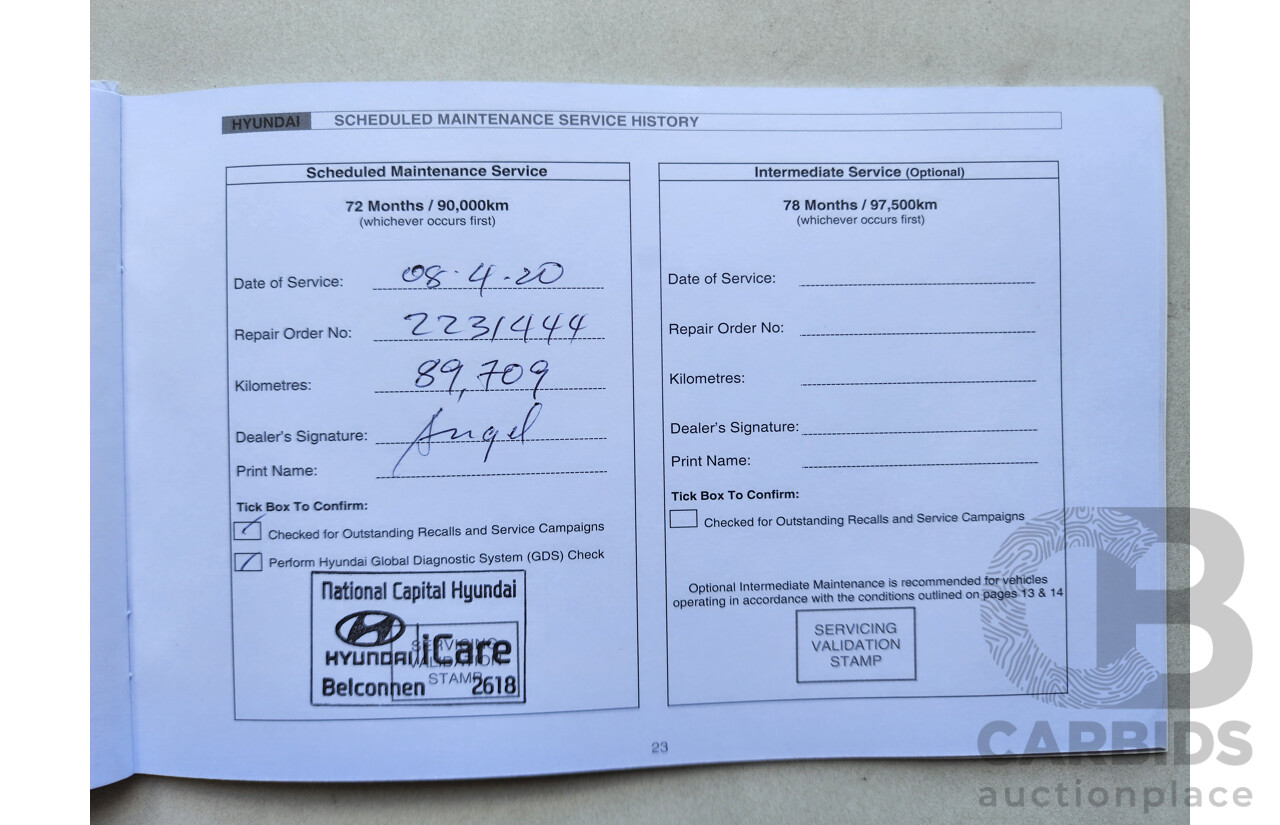 HYUNDAI SCHEDULED MAINTENANCE SERVICE HISTORY
Scheduled Maintenance Service
72 Months / 90,000km
(whichever occurs first)
Date of Service: 08.4.20
Repair Order No: 2231444
Kilometres: 89,709
Dealer's Signature: Angel
Print Name:
Tick Box To Confirm:
Checked for Outstanding Recalls and Service Campaigns
Perform Hyundai Global Diagnostic System (GDS) Check
National Capital Hyundai
HYUNDAI iCare
SERVICING
VALIDATION
STAMP
Belconnen 2618
Intermediate Service (Optional)
78 Months / 97,500km
(whichever occurs first)
Date of Service:
Repair Order No:
Kilometres:
Dealer's Signature:
Print Name:
Tick Box To Confirm:
Checked for Outstanding Recalls and Service Campaigns
Optional Intermediate Maintenance is recommended for vehicles
operating in accordance with the conditions outlined on pages 13 & 14
SERVICING
VALIDATION
STAMP
23
CB
CARBIDS
auctionplace